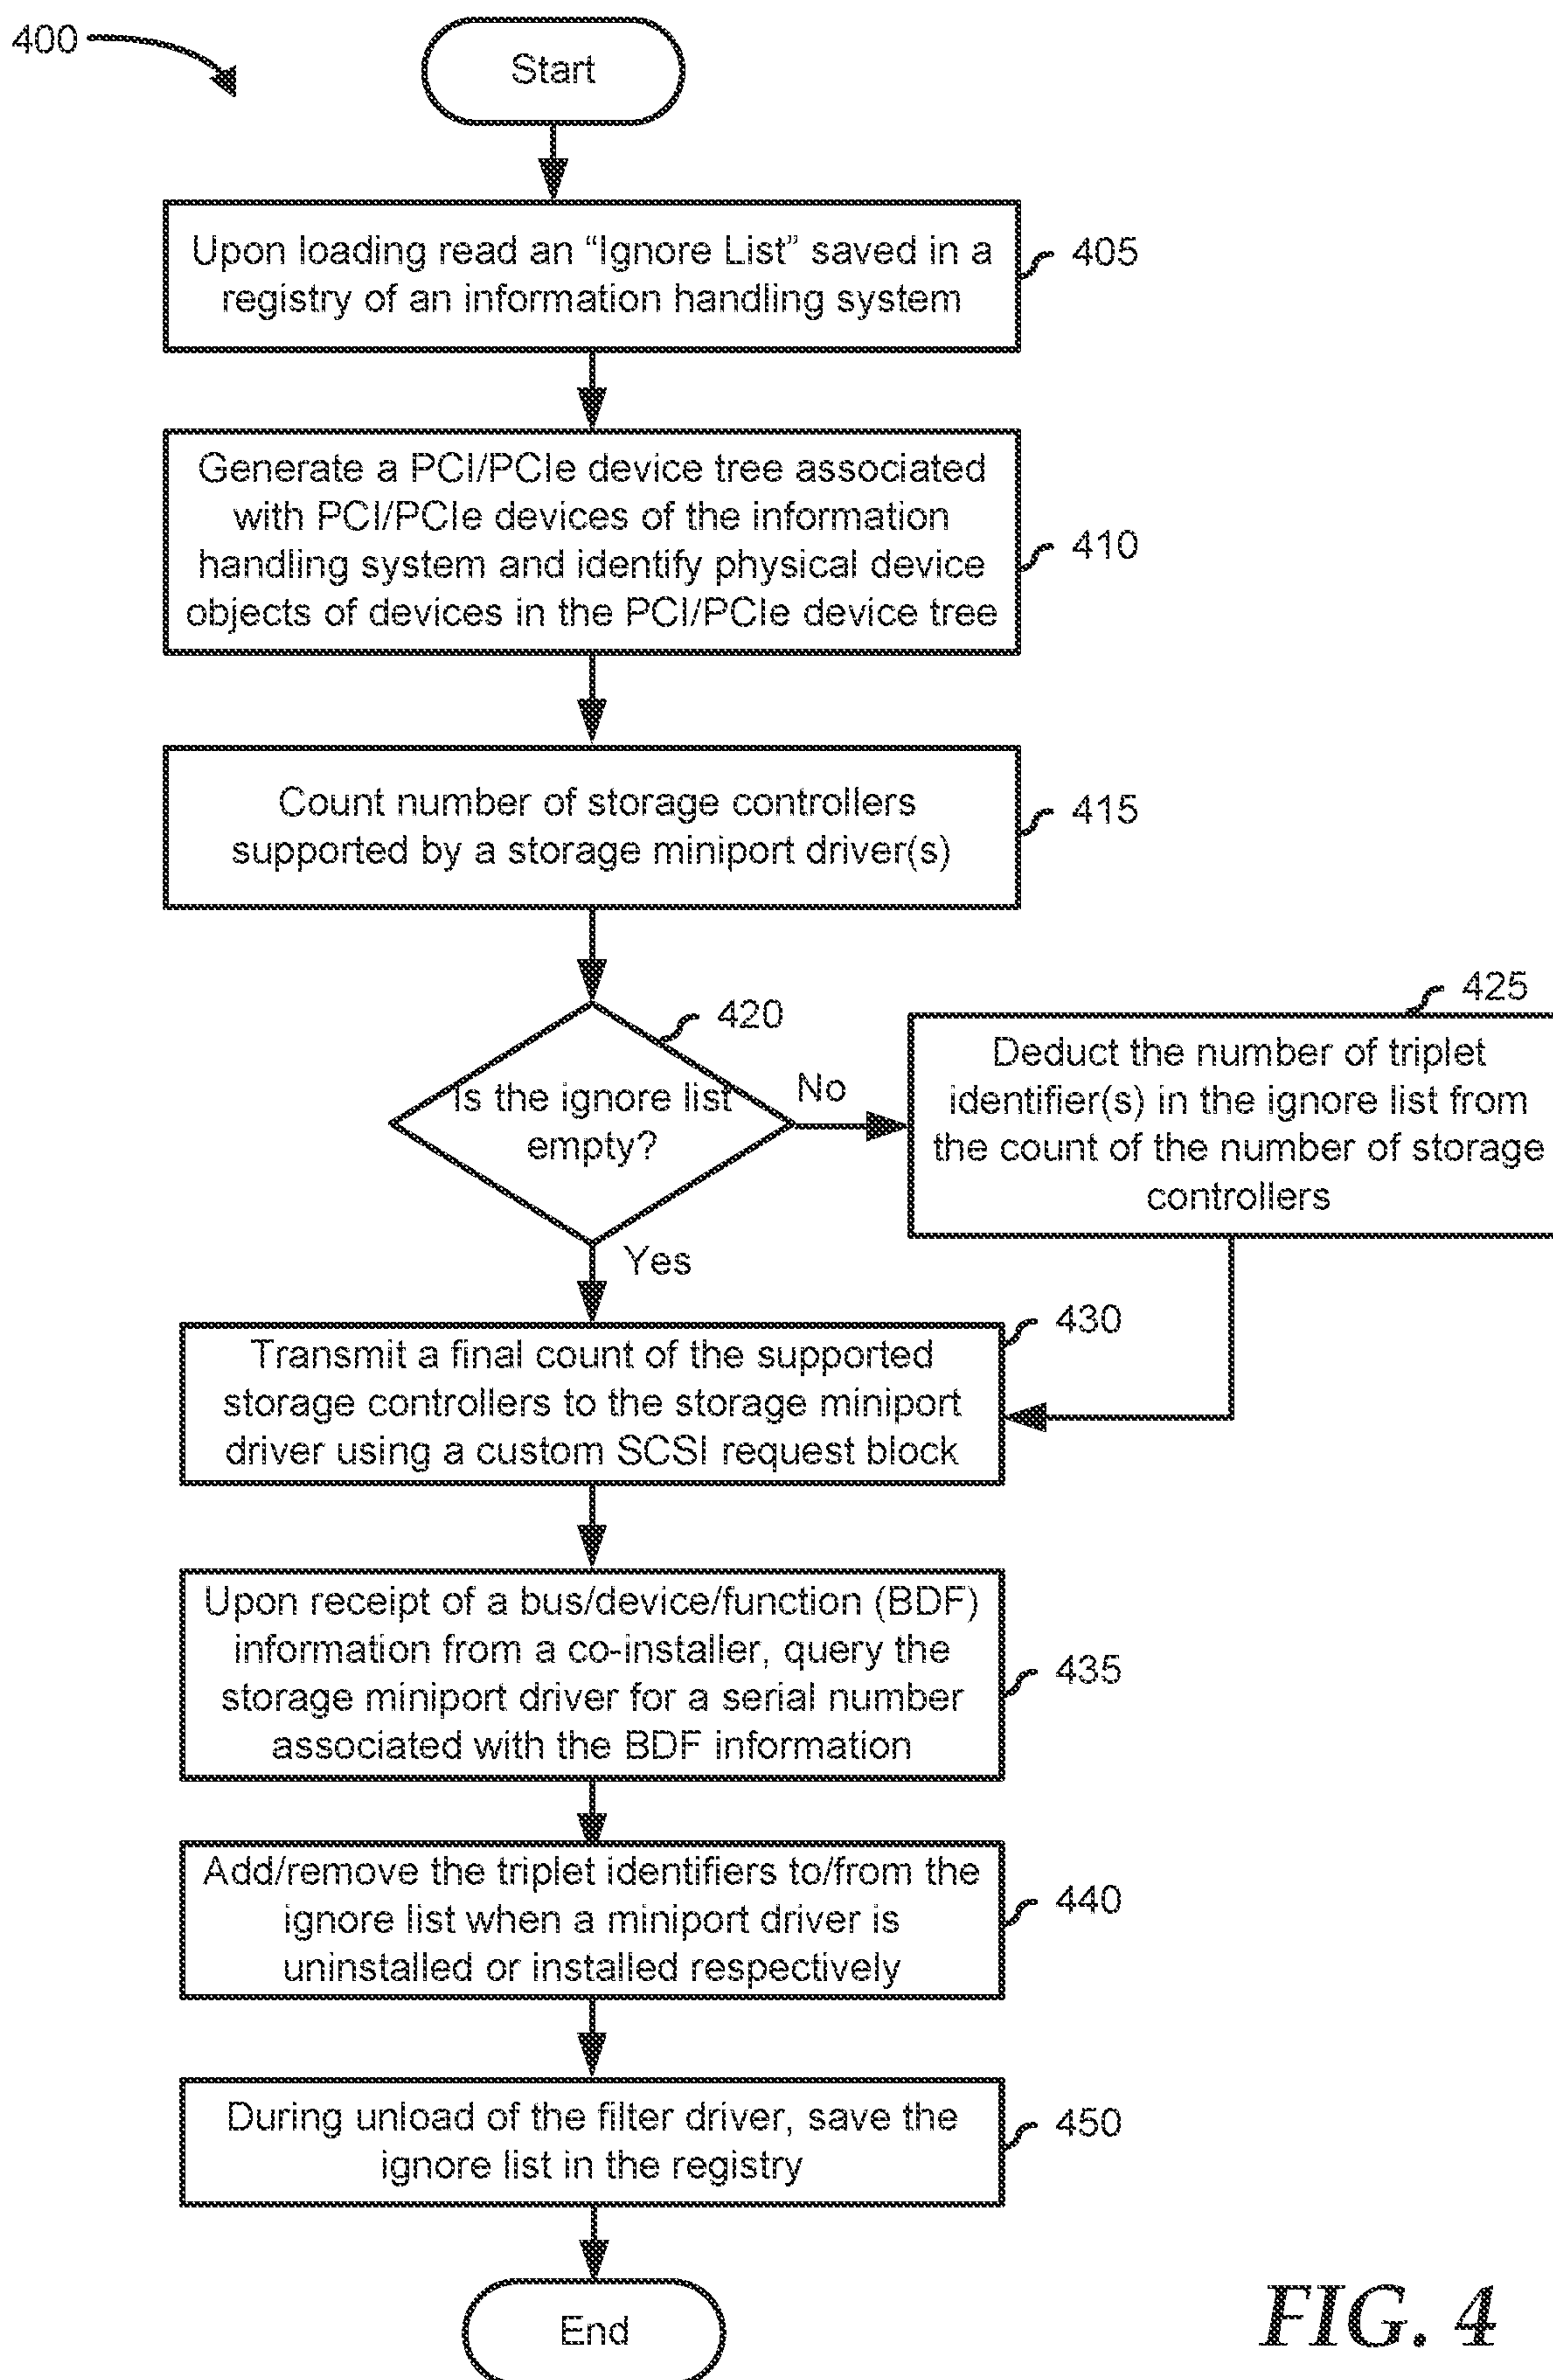 400
Start
Upon loading read an “Ignore List” saved in a
registry of an information handling system
405
Generate a PCI/PCIe device tree associated
with PCI/PCIe devices of the information
handling system and identify physical device
objects of devices in the PCI/PCIe device tree
410
Count number of storage controllers
supported by a storage miniport driver(s)
415
420
Is the ignore list
empty?
No
425
Deduct the number of triplet
identifier(s) in the ignore list from
the count of the number of storage
controllers
Yes
430
Transmit a final count of the supported
storage controllers to the storage miniport
driver using a custom SCSI request block
Upon receipt of a bus/device/function (BDF)
information from a co-installer, query the
storage miniport driver for a serial number
associated with the BDF information
435
Add/remove the triplet identifiers to/from the
ignore list when a miniport driver is
uninstalled or installed respectively
440
During unload of the filter driver, save the
ignore list in the registry
450
End
FIG. 4